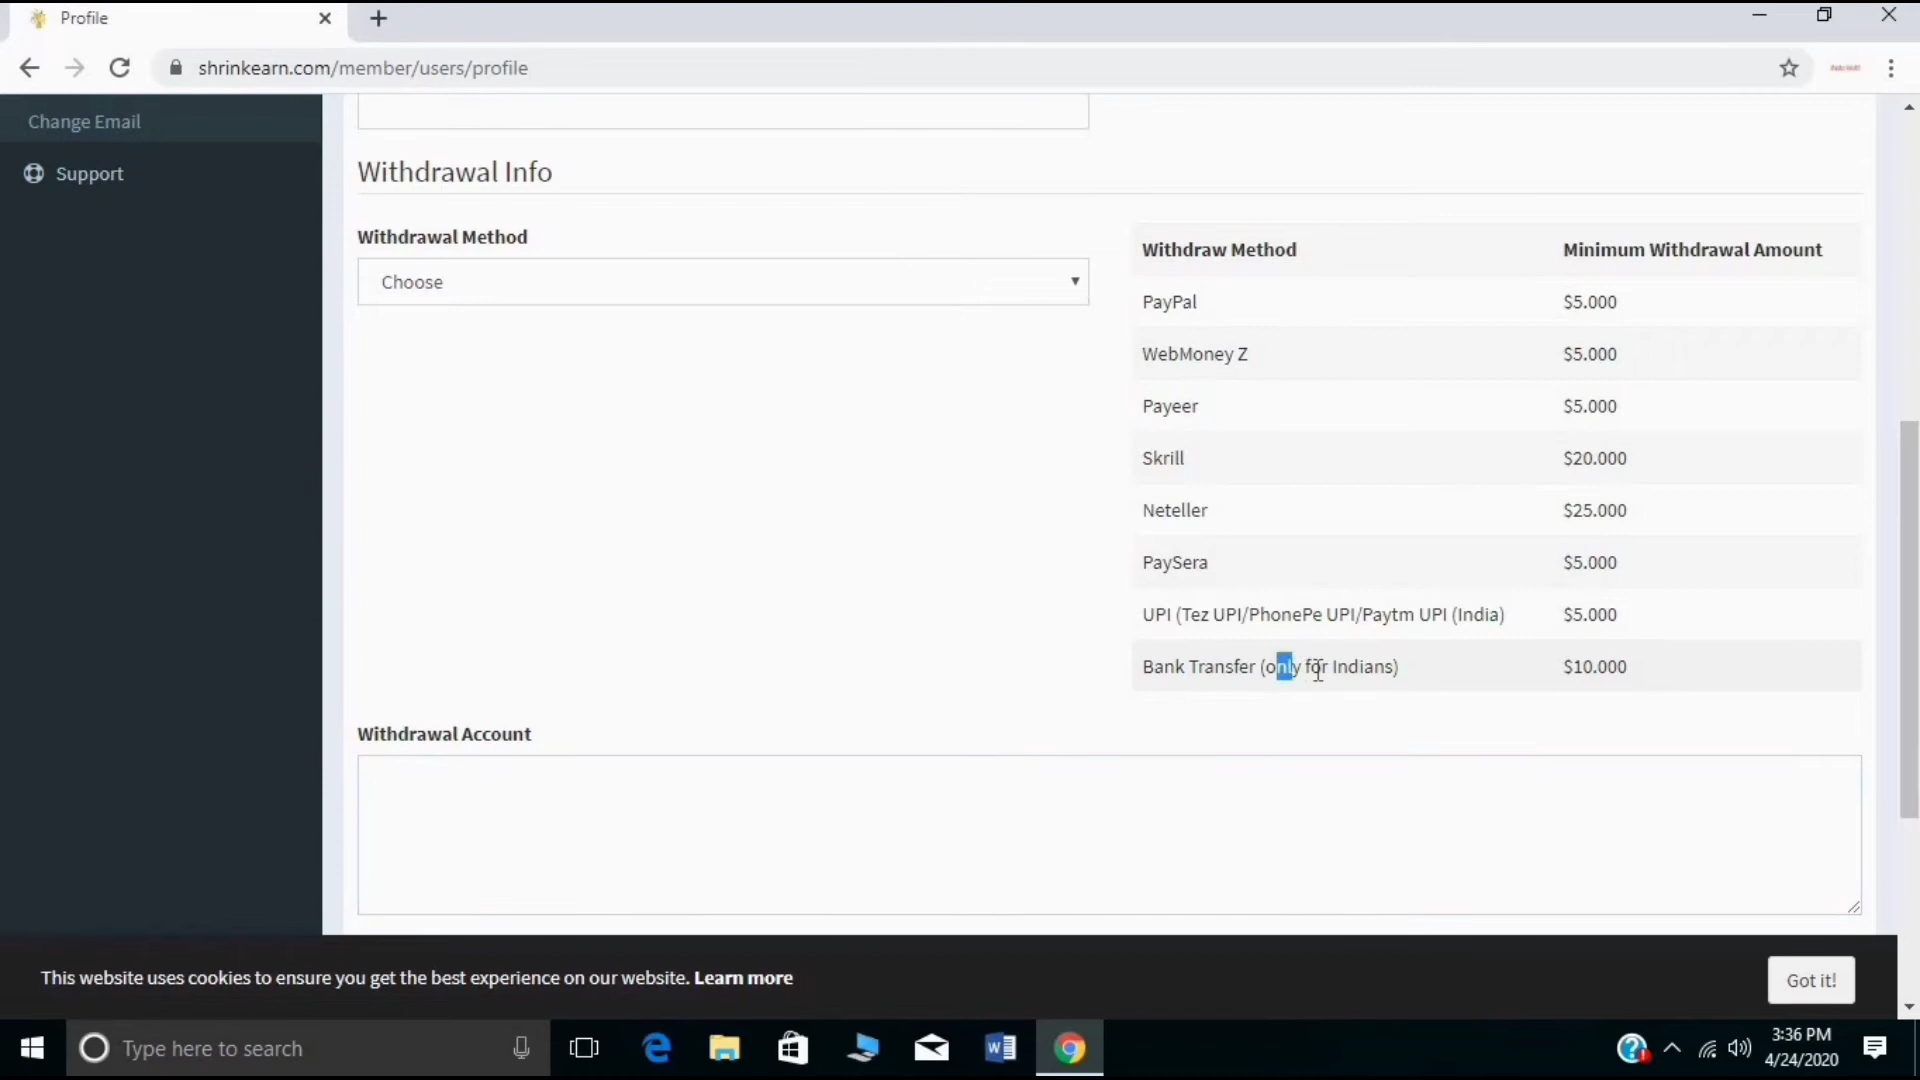 Profile
shrinkearn.com/member/users/profile
Change Email
Support
Withdrawal Info
Withdrawal Method
Choose
Withdraw Method Minimum Withdrawal Amount
PayPal $5.000
WebMoney Z $5.000
Payeer $5.000
Skrill $20.000
Neteller $25.000
PaySera $5.000
UPI (Tez UPI/PhonePe UPI/Paytm UPI (India) $5.000
Bank Transfer (only for Indians) $10.000
Withdrawal Account
This website uses cookies to ensure you get the best experience on our website. Learn more
Got it!
Type here to search
3:36 PM
4/24/2020